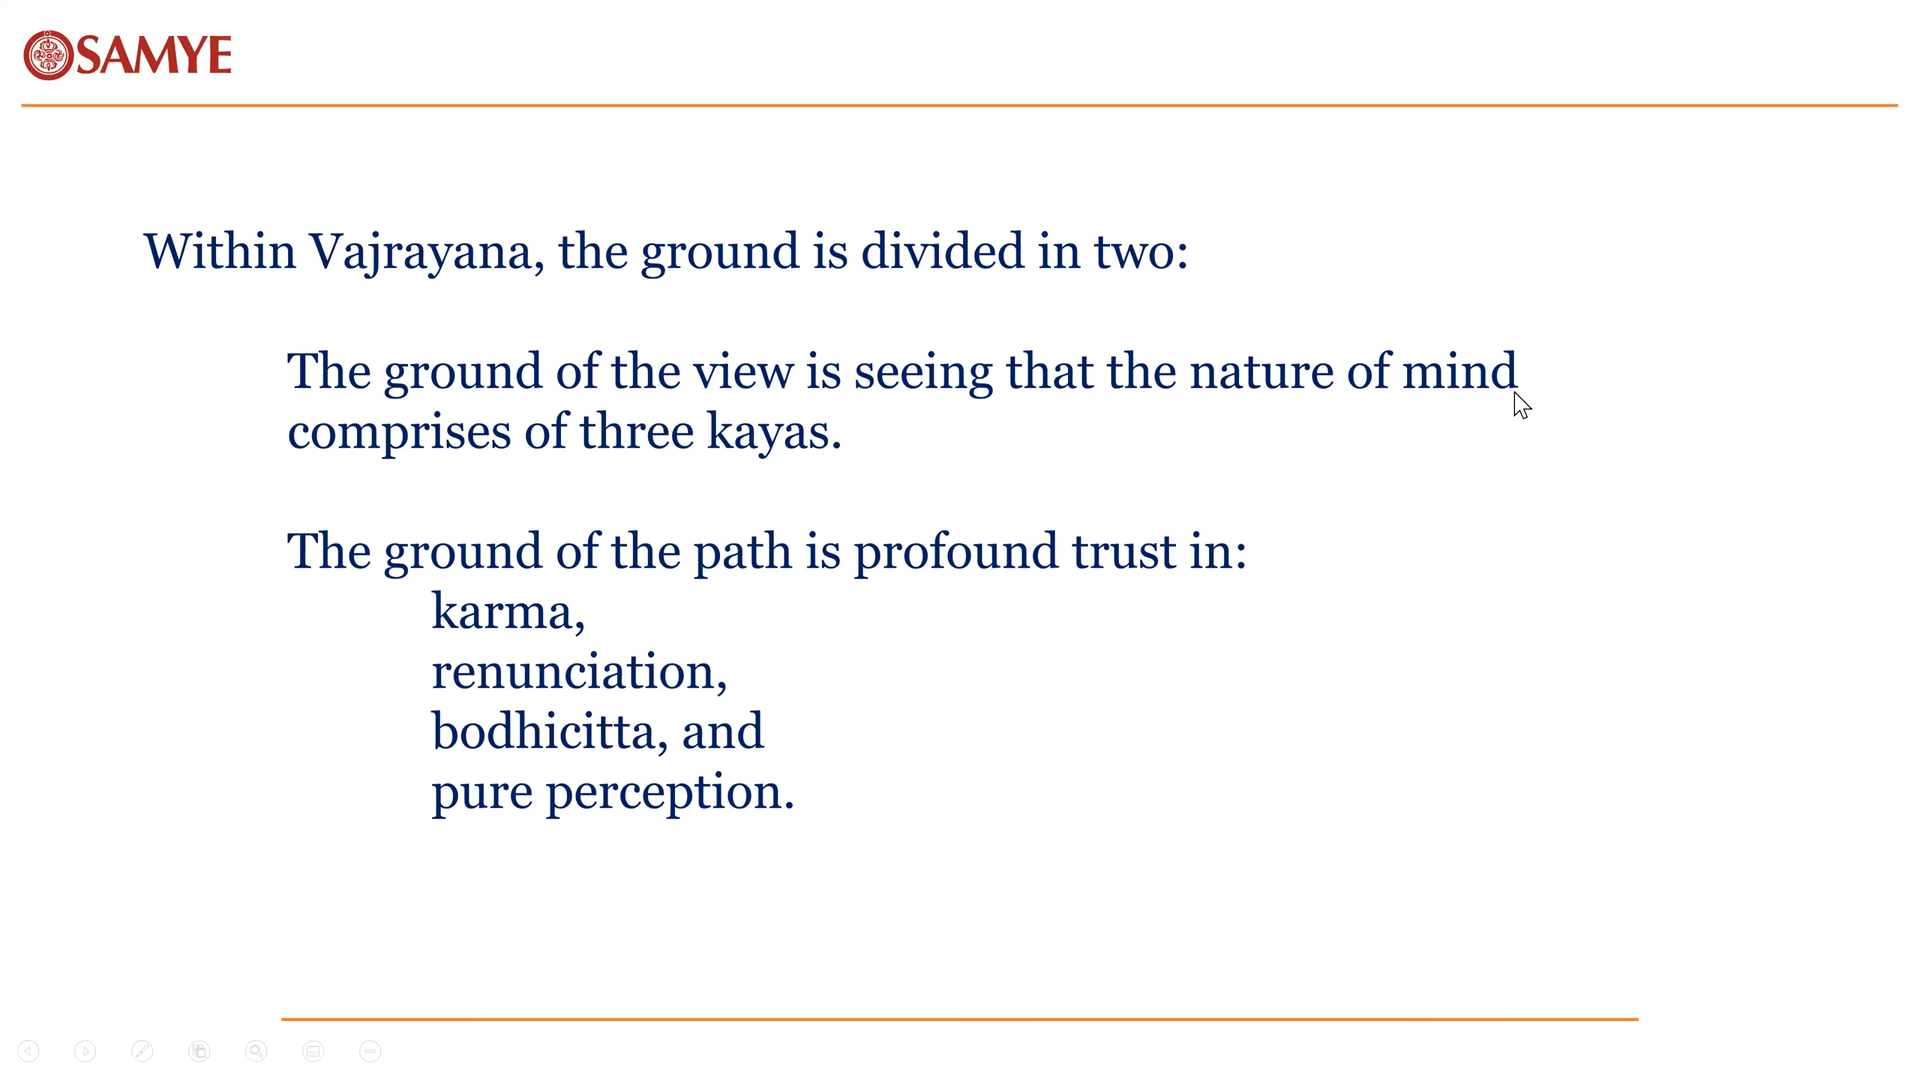 SAMYE
Within Vajrayana, the ground is divided in two:
The ground of the view is seeing that the nature of mind
comprises of three kayas.
The ground of the path is profound trust in:
karma,
renunciation,
bodhicitta, and
pure perception.